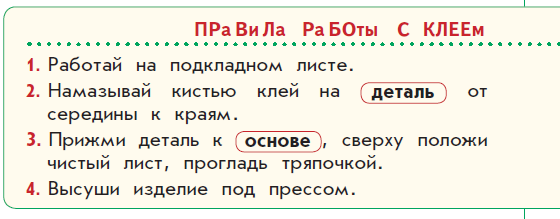 ПРаВиЛа РаБОты С КЛЕЕм
1. Работай на подкладном листе.
2. Намазывай кистью клей на деталь от
середины к краям.
3. Прижми деталь к основе, сверху положи
чистый лист, прогладь тряпочкой.
4. Высуши изделие под прессом.